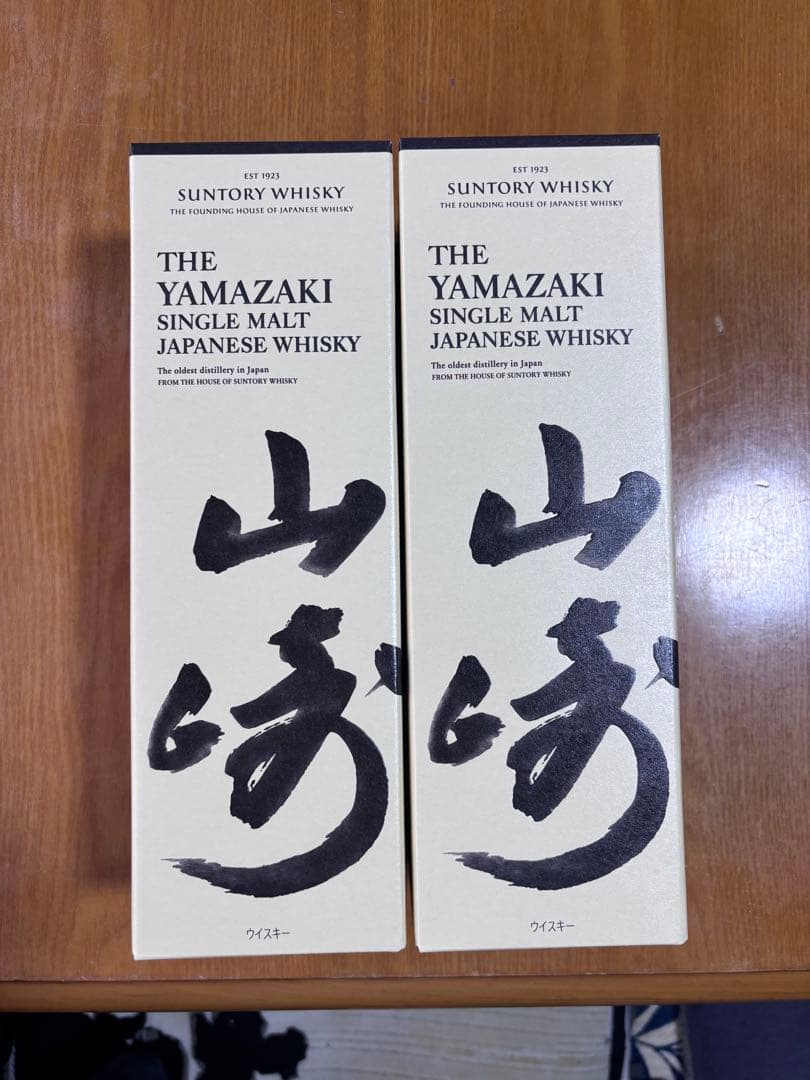 EST 1923
SUNTORY WHISKY
THE FOUNDING HOUSE OF JAPANESE WHISKY
THE
YAMAZAKI
SINGLE MALT
JAPANESE WHISKY
The oldest distillery in Japan
FROM THE HOUSE OF SUNTORY WHISKY
山
崎
ウイスキー
EST 1923
SUNTORY WHISKY
THE FOUNDING HOUSE OF JAPANESE WHISKY
THE
YAMAZAKI
SINGLE MALT
JAPANESE WHISKY
The oldest distillery in Japan
FROM THE HOUSE OF SUNTORY WHISKY
山
崎
ウイスキー